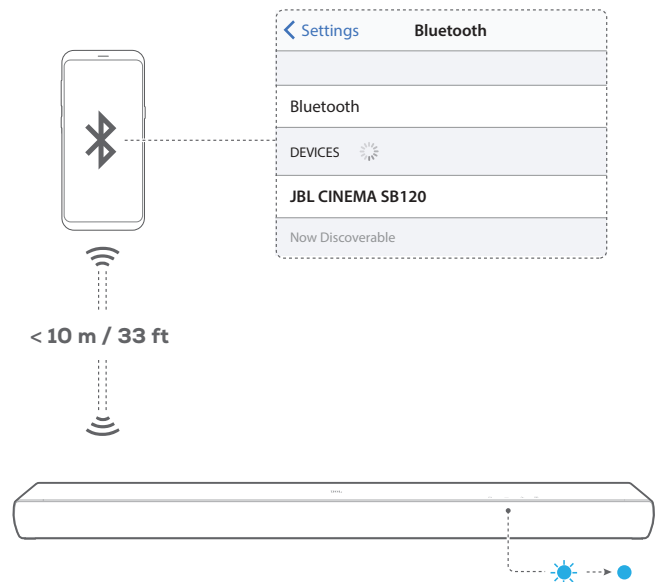 Settings
Bluetooth
Bluetooth
DEVICES
JBL CINEMA SB120
Now Discoverable
< 10 m / 33 ft